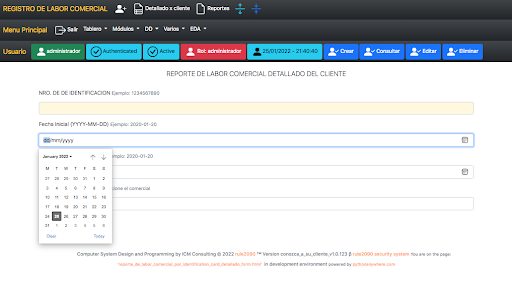 REGISTRO DE LABOR COMERCIAL Detallado x cliente Reportes
Menu Principal Salir Tablero Módulos DD Varios EDA
Usuario administrador Authenticated Active Rol: administrador 25/01/2022 - 21:40:40 Crear Consultar Editar Eliminar
REPORTE DE LABOR COMERCIAL DETALLADO DEL CLIENTE
NRO. DE DE IDENTIFICACION Ejemplo: 1234567890
Fecha Inicial [YYYY-MM-DD] Ejemplo: 2020-01-20
dd/mm/yyyy
Ejemplo: 2020-01-20
January 2022
M T W T F S S
27 28 29 30 31 1 2
3 4 5 6 7 8 9
10 11 12 13 14 15 16
17 18 19 20 21 22 23
24 25 26 27 28 29 30
31 1 2 3 4 5 6
Clear Today
one el comercial
Computer System Design and Programming by ICM Consulting © 2022 rule2090 ™ Version conozca_a_su_cliente_v1.0.123 β rule2090 security system You are on the page:
"reporte_de_labor_comercial_por_identification_card_detallado_form.html" in development environment powered by pythonanywhere.com